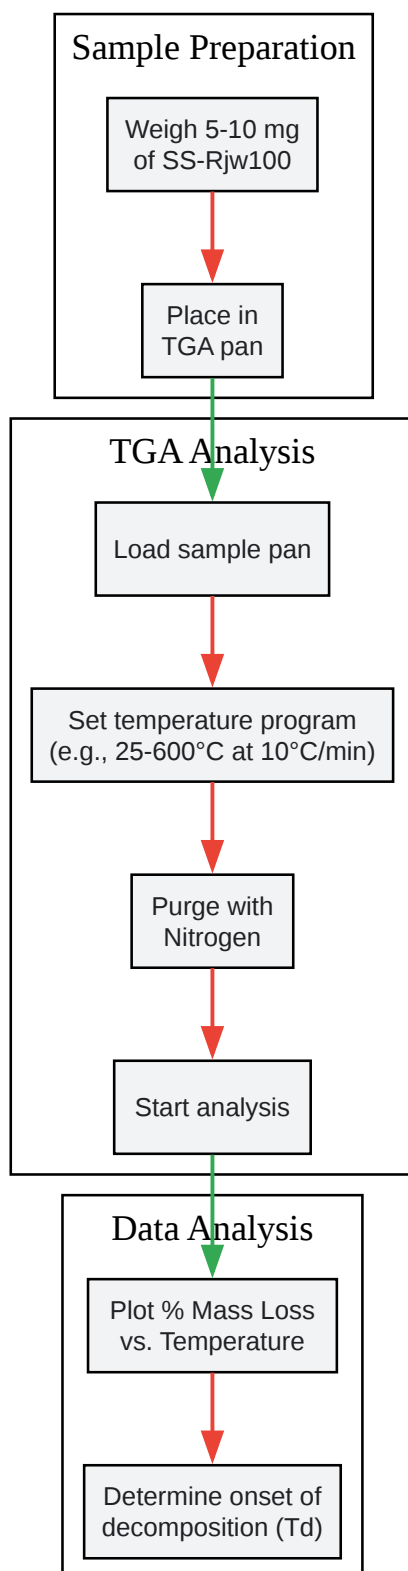 Sample Preparation
Weigh 5-10 mg
of SS-Rjw100
Place in
TGA pan
TGA Analysis
Load sample pan
Set temperature program
(e.g., 25-600°C at 10°C/min)
Purge with
Nitrogen
Start analysis
Data Analysis
Plot % Mass Loss
vs. Temperature
Determine onset of
decomposition (Td)